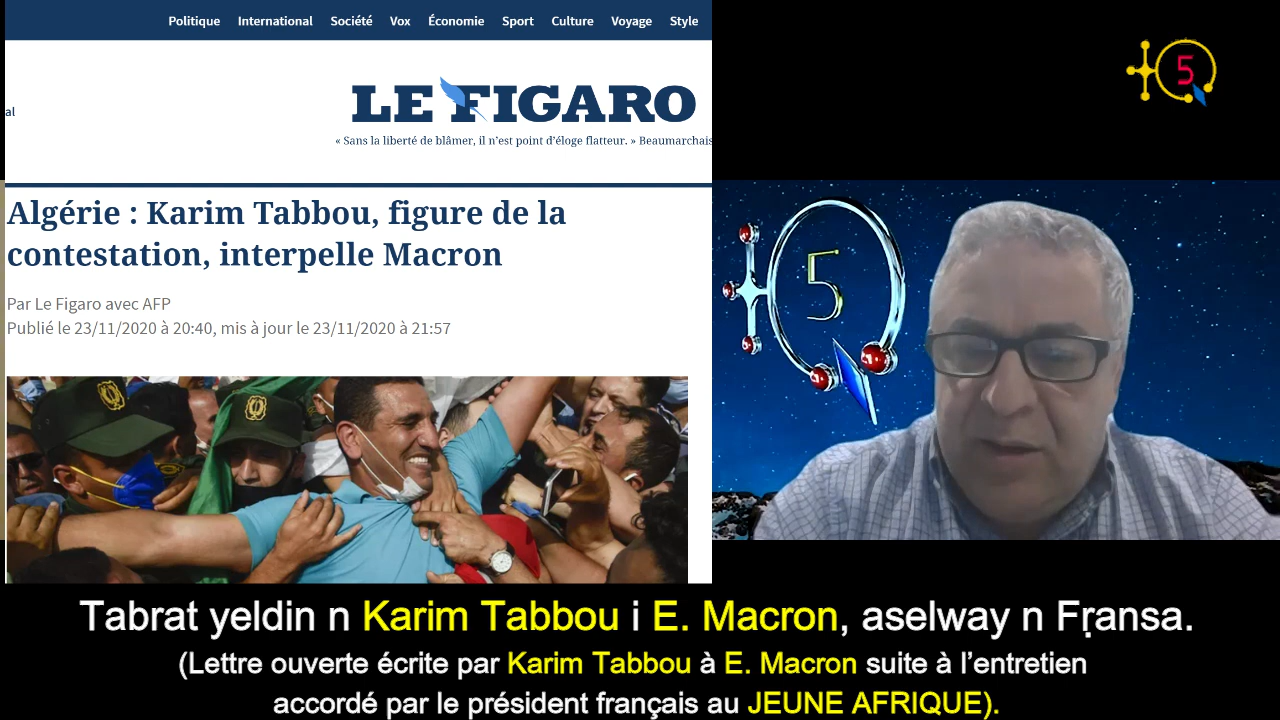 Politique International Société Vox Économie Sport Culture Voyage Style
al
LE FIGARO
« Sans la liberté de blâmer, il n'est point d'éloge flatteur. » Beaumarchais
Algérie : Karim Tabbou, figure de la
contestation, interpelle Macron
Par Le Figaro avec AFP
Publié le 23/11/2020 à 20:40, mis à jour le 23/11/2020 à 21:57
5
5
Tabrat yeldin n Karim Tabbou i E. Macron, aselway n Fṛansa.
(Lettre ouverte écrite par Karim Tabbou à E. Macron suite à l’entretien
accordé par le président français au JEUNE AFRIQUE).